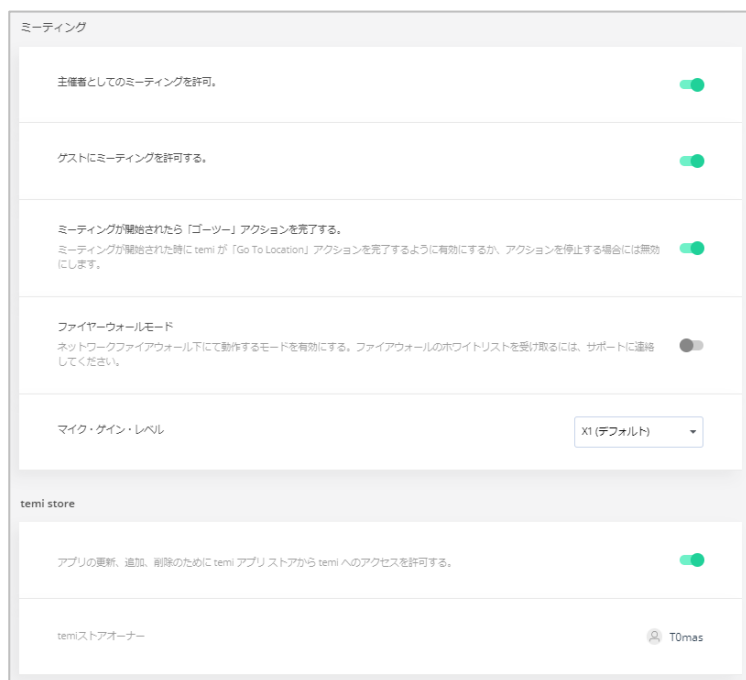 ミーティング
主催者としてのミーティングを許可。
ゲストにミーティングを許可する。
ミーティングが開始されたら「ゴーツー」アクションを完了する。
ミーティングが開始された時に temi が「Go To Location」アクションを完了するように有効にするか、アクションを停止する場合には無効
にします。
ファイヤーウォールモード
ネットワークファイアウォール下にて動作するモードを有効にする。ファイアウォールのホワイトリストを受け取るには、サポートに連絡
してください。
マイク・ゲイン・レベル
X1 (デフォルト)
temi store
アプリの更新、追加、削除のために temi アプリ ストアから temi へのアクセスを許可する。
temiストアオーナー
T0mas